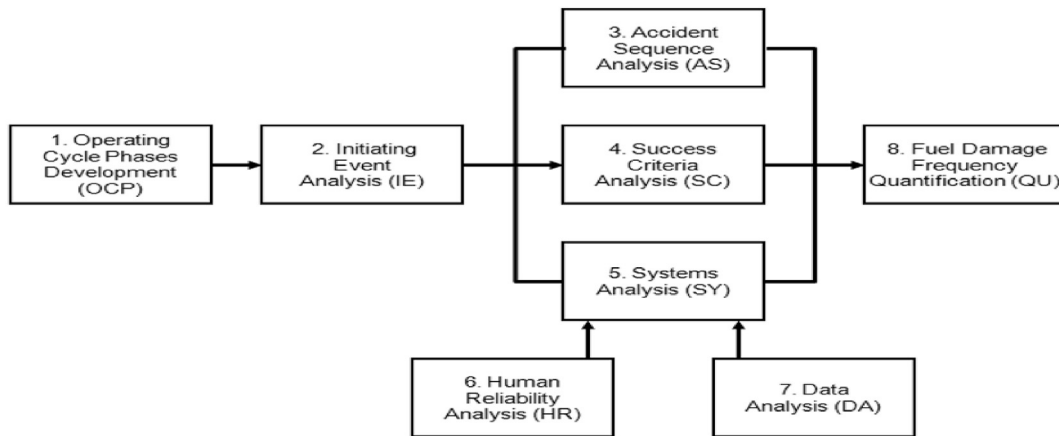 1. Operating
Cycle Phases
Development
(OCP)
2. Initiating
Event
Analysis (IE)
3. Accident
Sequence
Analysis (AS)
4. Success
Criteria
Analysis (SC)
5. Systems
Analysis (SY)
6. Human
Reliability
Analysis (HR)
7. Data
Analysis (DA)
8. Fuel Damage
Frequency
Quantification (QU)